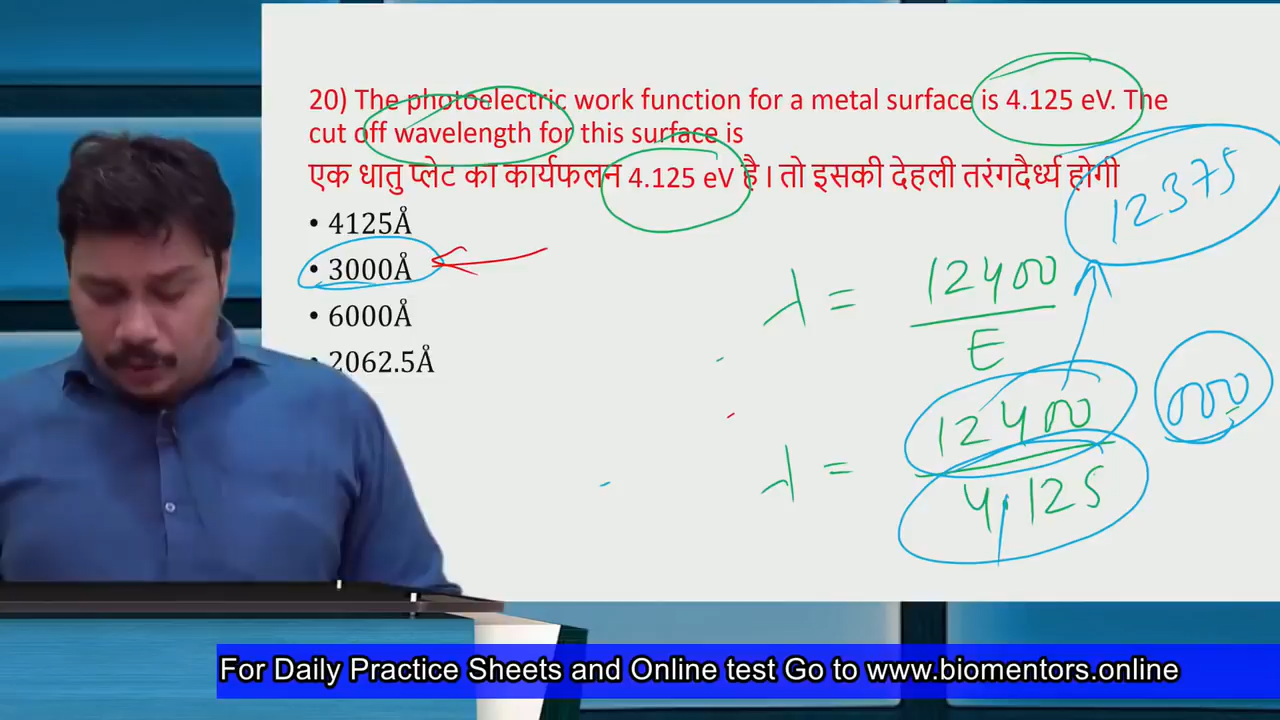 20) The photoelectric work function for a metal surface is 4.125 eV. The
cut off wavelength for this surface is
एक धातु प्लेट का कार्यफलन 4.125 eV है । तो इसकी देहली तरंगदैर्ध्य होगी
• 4125Å
• 3000Å
• 6000Å
• 2062.5Å
12375
λ = 12400
E
λ = 12400
4.125
000
For Daily Practice Sheets and Online test Go to www.biomentors.online